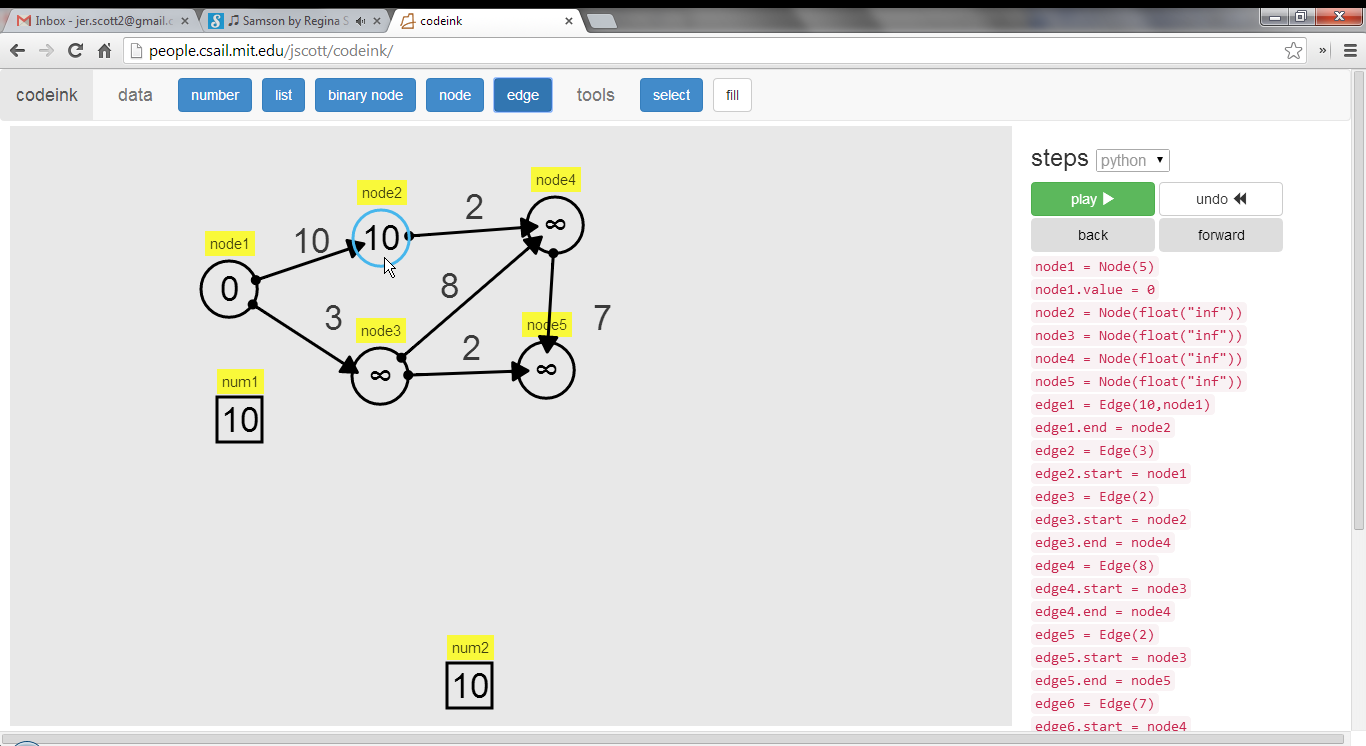 Inbox - jer.scott2@gmail.c
Samson by Regina S
codeink
people.csail.mit.edu/jscott/codeink/
codeink data number list binary node node edge tools select fill
steps python
play undo
back forward
node1 = Node(5)
node1.value = 0
node2 = Node(float("inf"))
node3 = Node(float("inf"))
node4 = Node(float("inf"))
node5 = Node(float("inf"))
edge1 = Edge(10,node1)
edge1.end = node2
edge2 = Edge(3)
edge2.start = node1
edge3 = Edge(2)
edge3.start = node2
edge3.end = node4
edge4 = Edge(8)
edge4.start = node3
edge4.end = node4
edge5 = Edge(2)
edge5.start = node3
edge5.end = node5
edge6 = Edge(7)
edge6.start = node4
node4
node2
2
∞
10
10
node1
0
8
3
node3
node5
7
2
∞
∞
num1
10
num2
10